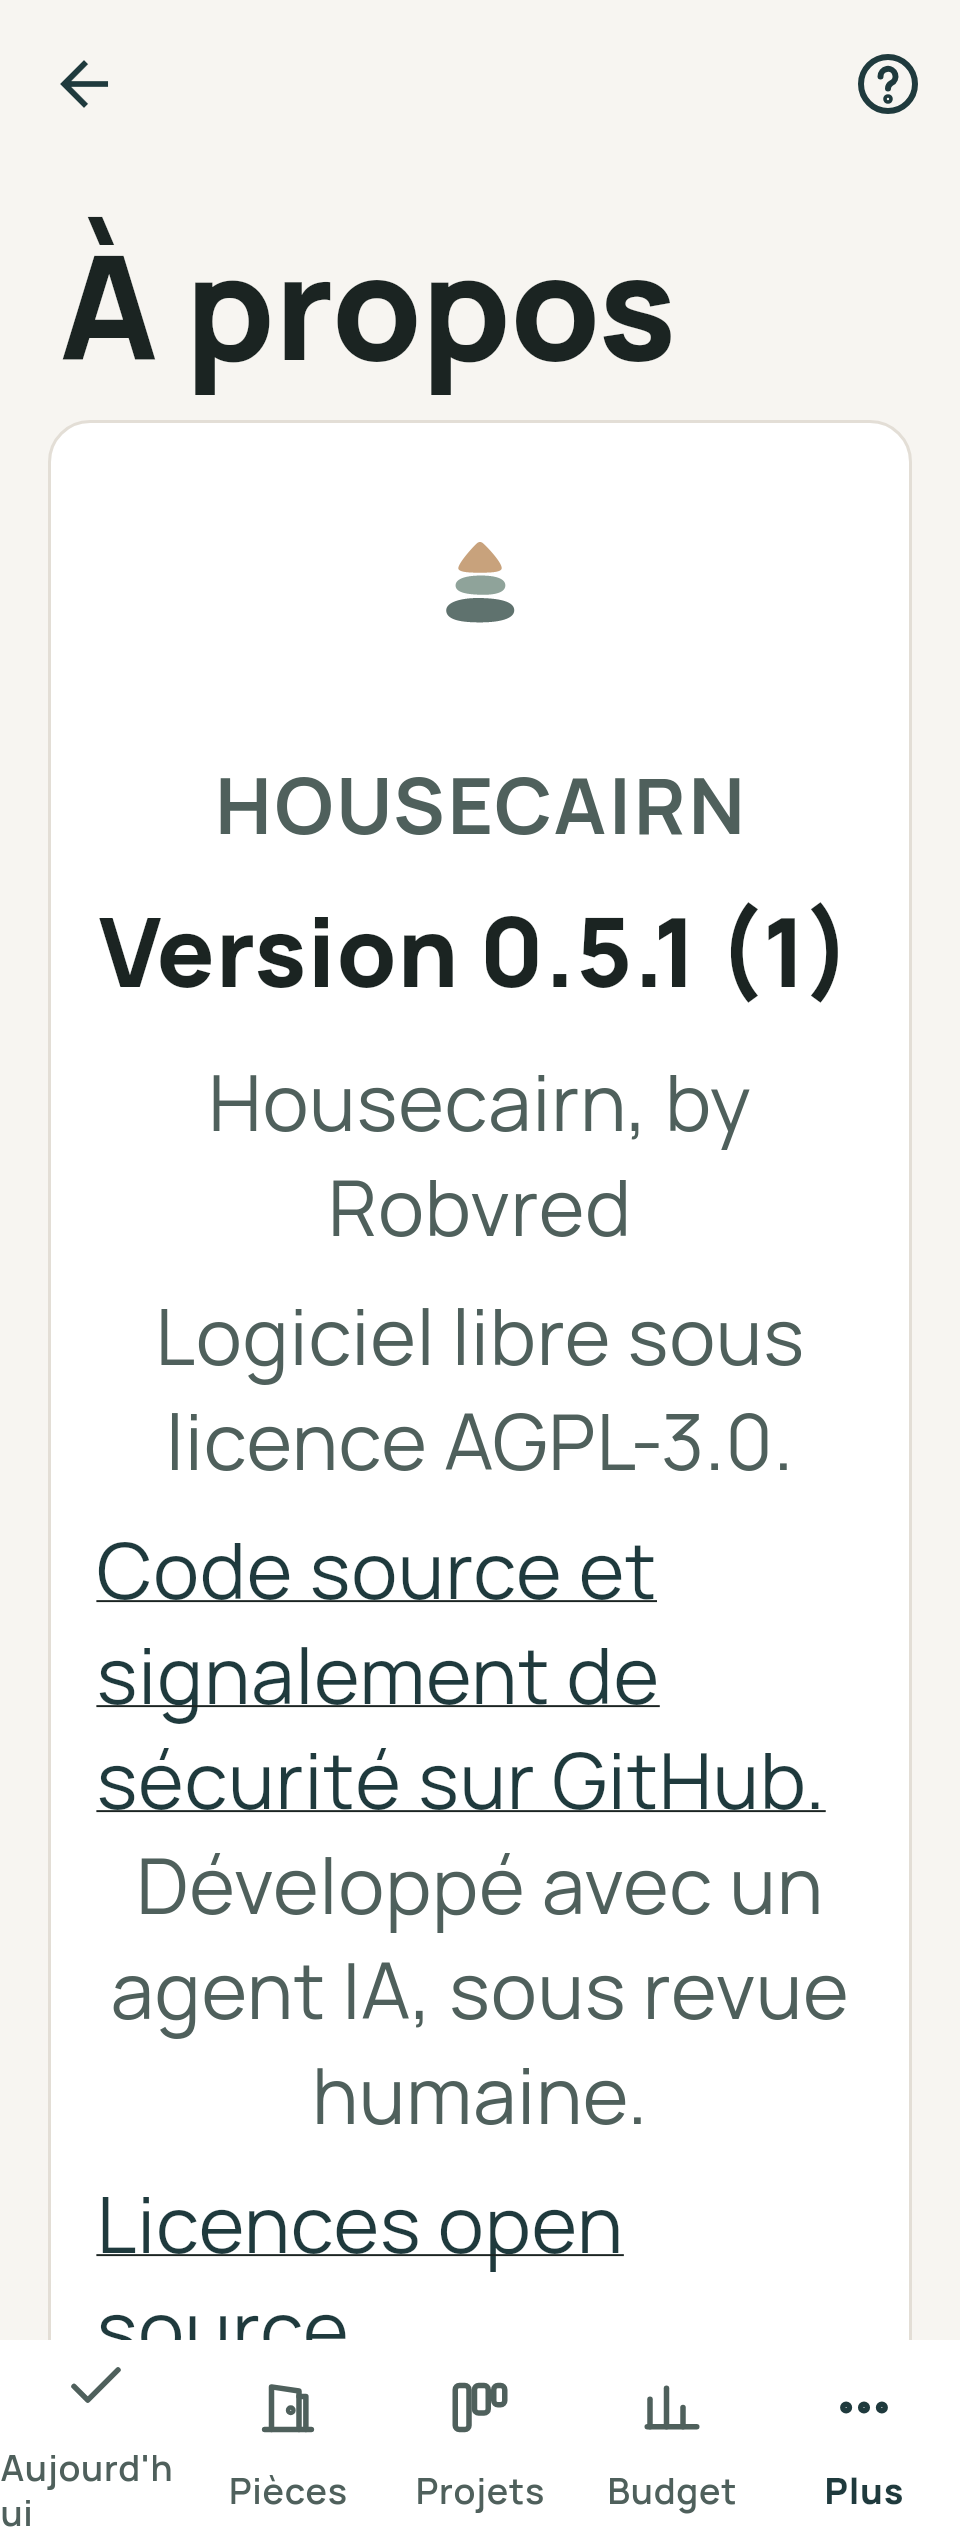 À propos
HOUSECAIRN
Version 0.5.1 (1)
Housecairn, by
Robvred
Logiciel libre sous
licence AGPL-3.0.
Code source et
signalement de
sécurité sur GitHub.
Développé avec un
agent IA, sous revue
humaine.
Licences open
source
Aujourd'h
ui
Pièces
Projets
Budget
Plus